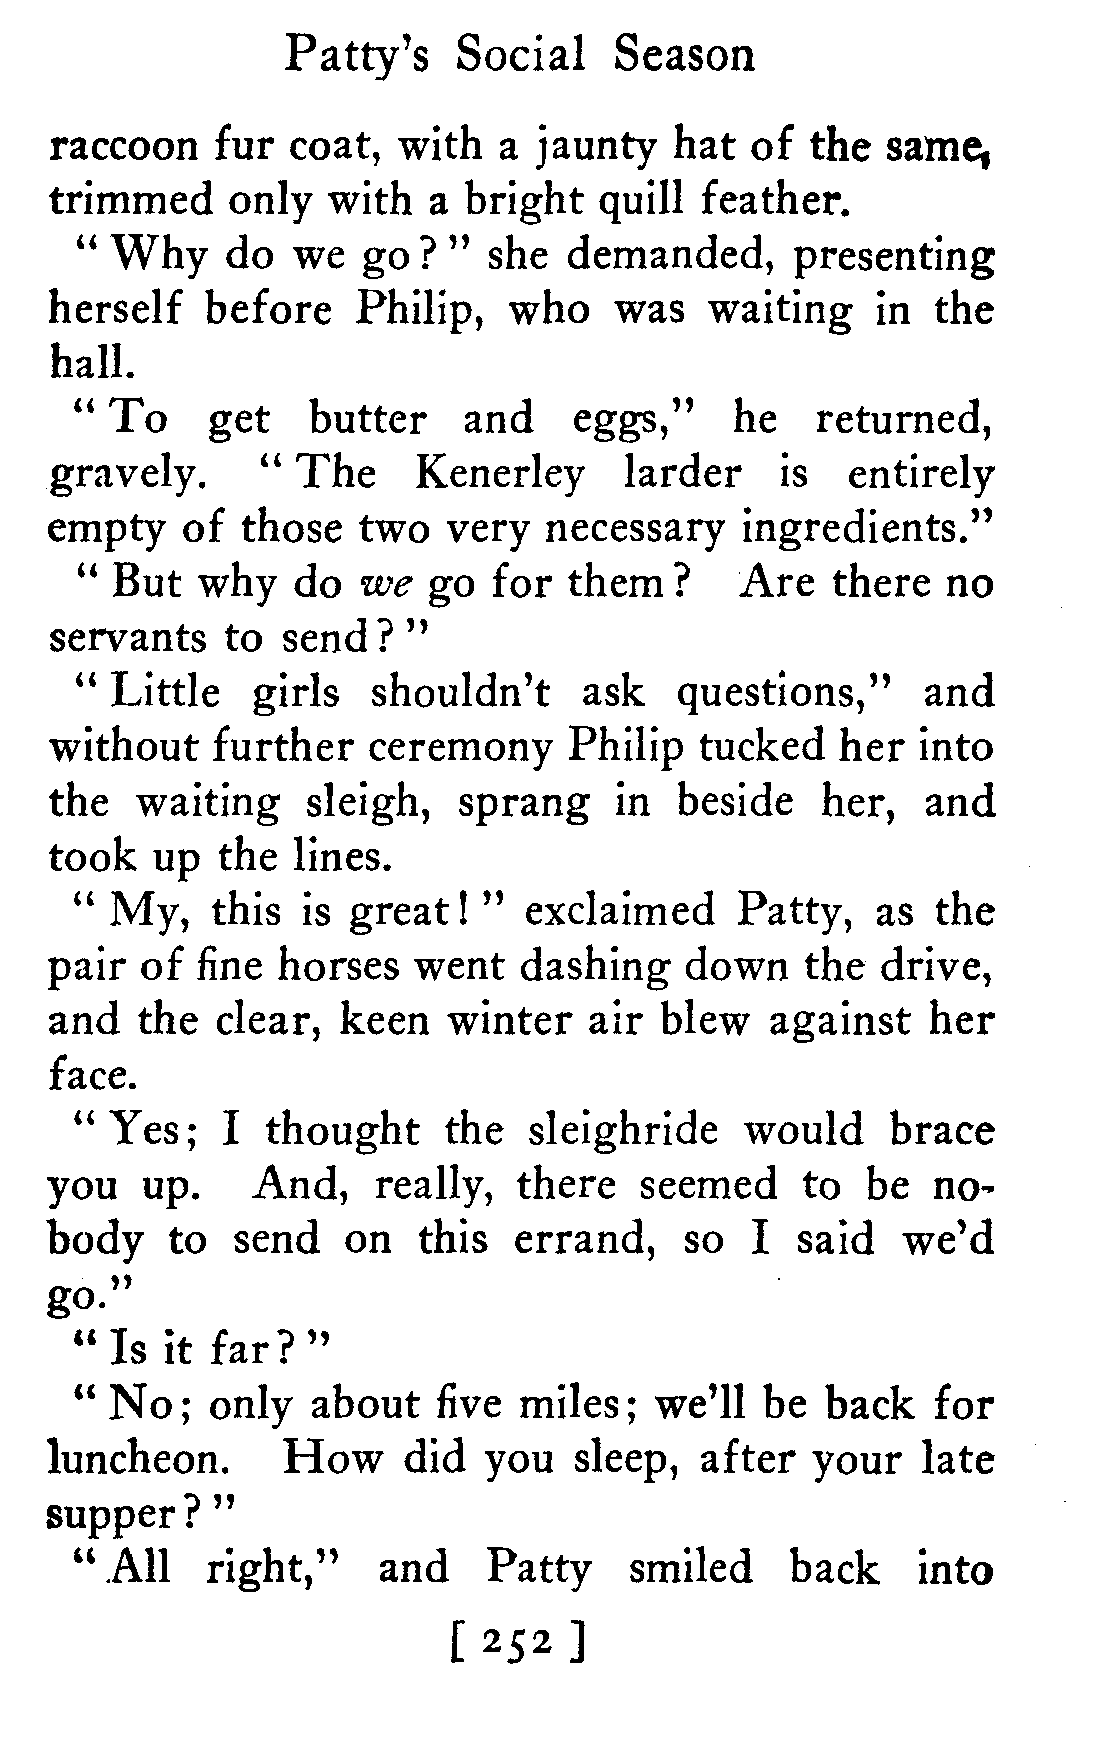 Patty's Social Season
raccoon fur coat, with a jaunty hat of the same,
trimmed only with a bright quill feather.
" Why do we go? " she demanded, presenting
herself before Philip, who was waiting in the
hall.
" To get butter and eggs," he returned,
gravely. " The Kenerley larder is entirely
empty of those two very necessary ingredients."
" But why do we go for them? Are there no
servants to send? "
" Little girls shouldn't ask questions," and
without further ceremony Philip tucked her into
the waiting sleigh, sprang in beside her, and
took up the lines.
" My, this is great! " exclaimed Patty, as the
pair of fine horses went dashing down the drive,
and the clear, keen winter air blew against her
face.
" Yes; I thought the sleighride would brace
you up. And, really, there seemed to be no-
body to send on this errand, so I said we'd
go."
" Is it far? "
" No; only about five miles; we'll be back for
luncheon. How did you sleep, after your late
supper? "
" All right," and Patty smiled back into
[ 252 ]